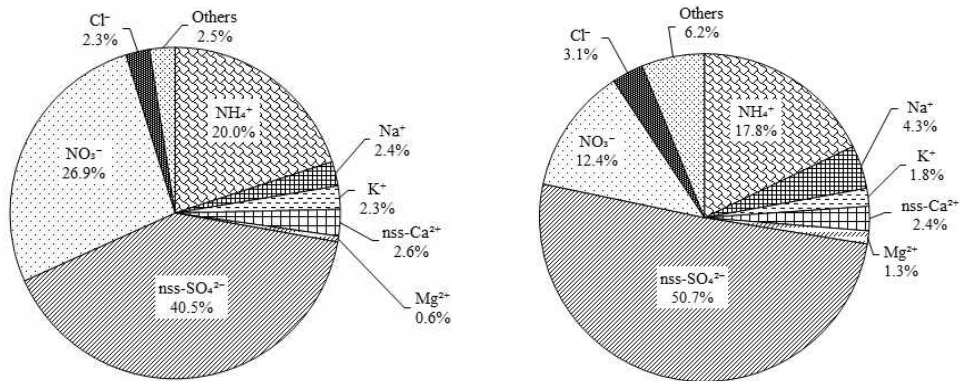 Cl⁻
2.3%
Others
2.5%
NH₄⁺
20.0%
Na⁺
2.4%
K⁺
2.3%
nss-Ca²⁺
2.6%
Mg²⁺
0.6%
nss-SO₄²⁻
40.5%
NO₃⁻
26.9%
Cl⁻
3.1%
Others
6.2%
NH₄⁺
17.8%
Na⁺
4.3%
K⁺
1.8%
nss-Ca²⁺
2.4%
Mg²⁺
1.3%
nss-SO₄²⁻
50.7%
NO₃⁻
12.4%